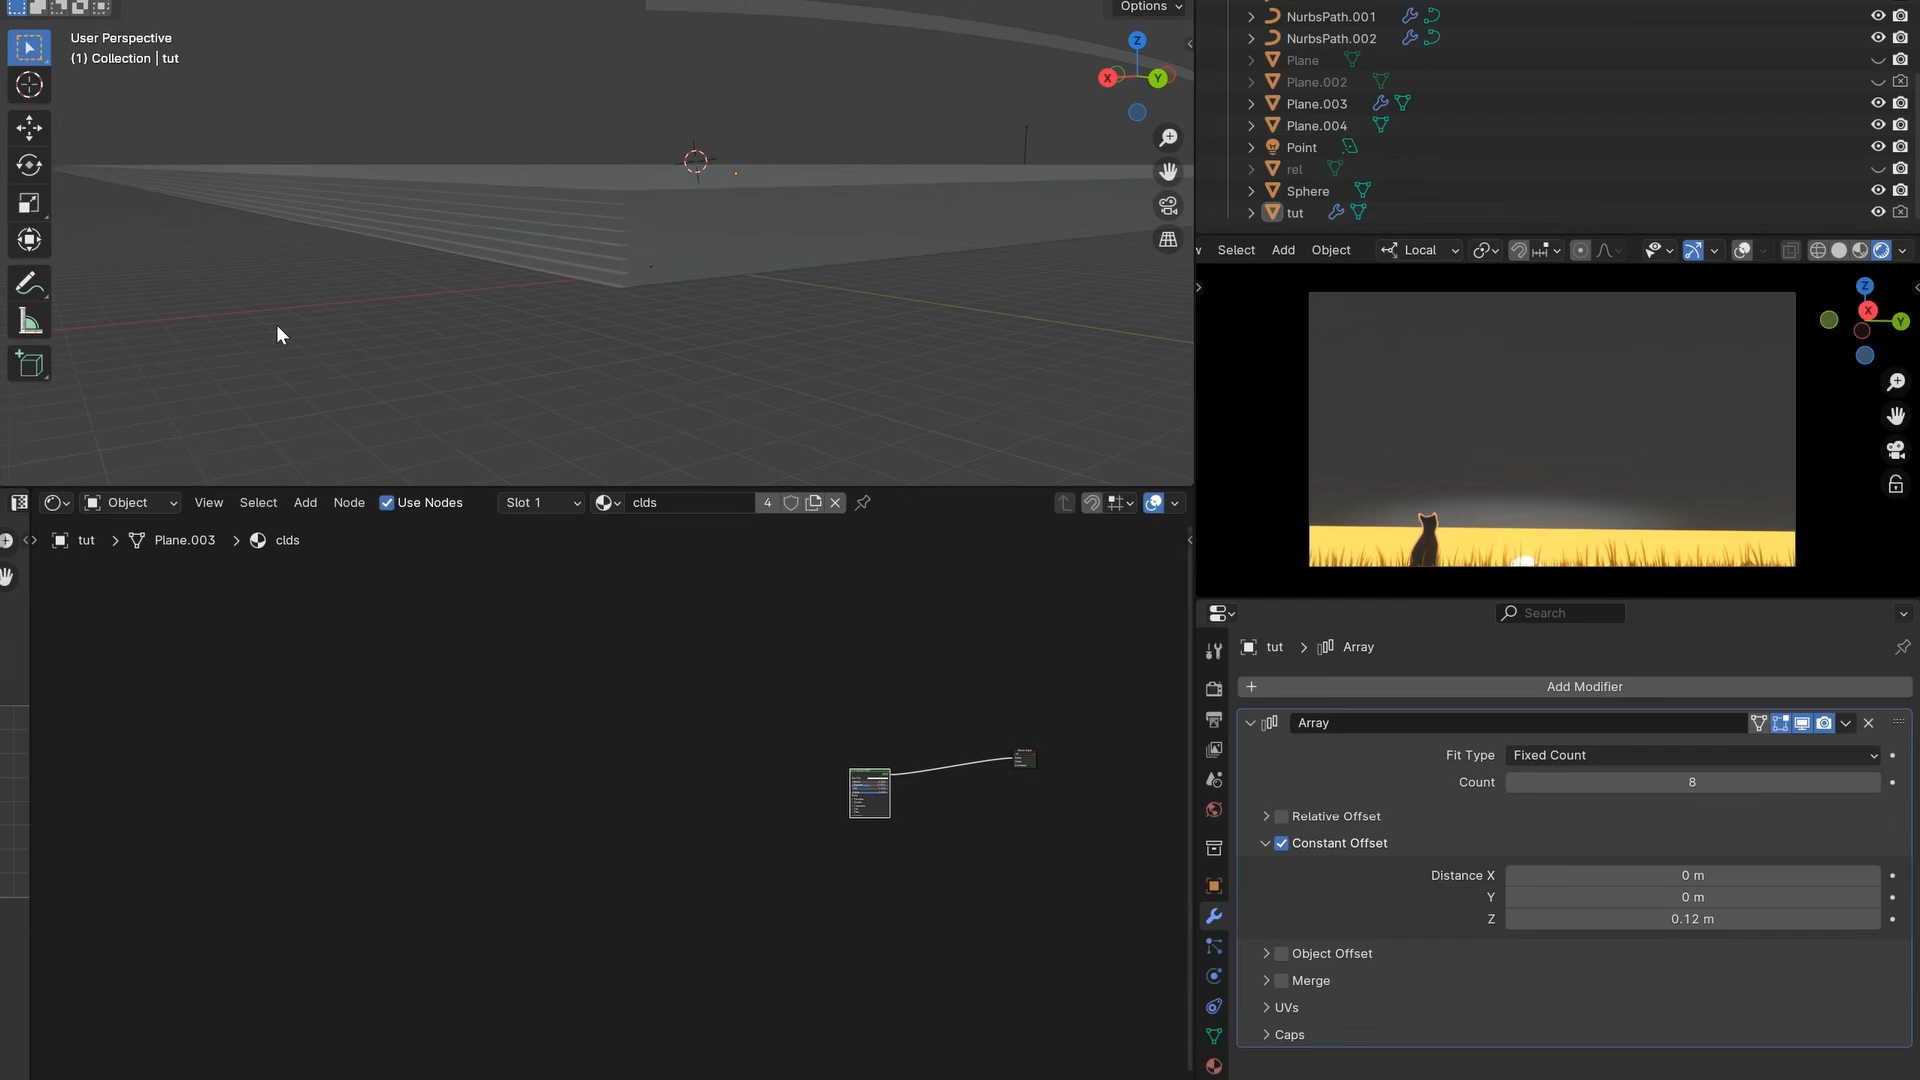 Options
User Perspective
(1) Collection | tut
Z
X
Y
NurbsPath.001
NurbsPath.002
Plane
Plane.002
Plane.003
Plane.004
Point
rel
Sphere
tut
Select
Add
Object
Local
Z
X
Y
Object
View
Select
Add
Node
Use Nodes
Slot 1
clds
4
tut
Plane.003
clds
Search
tut
Array
Add Modifier
Array
Fit Type
Fixed Count
Count
8
Relative Offset
Constant Offset
Distance X
0 m
Y
0 m
Z
0.12 m
Object Offset
Merge
UVs
Caps